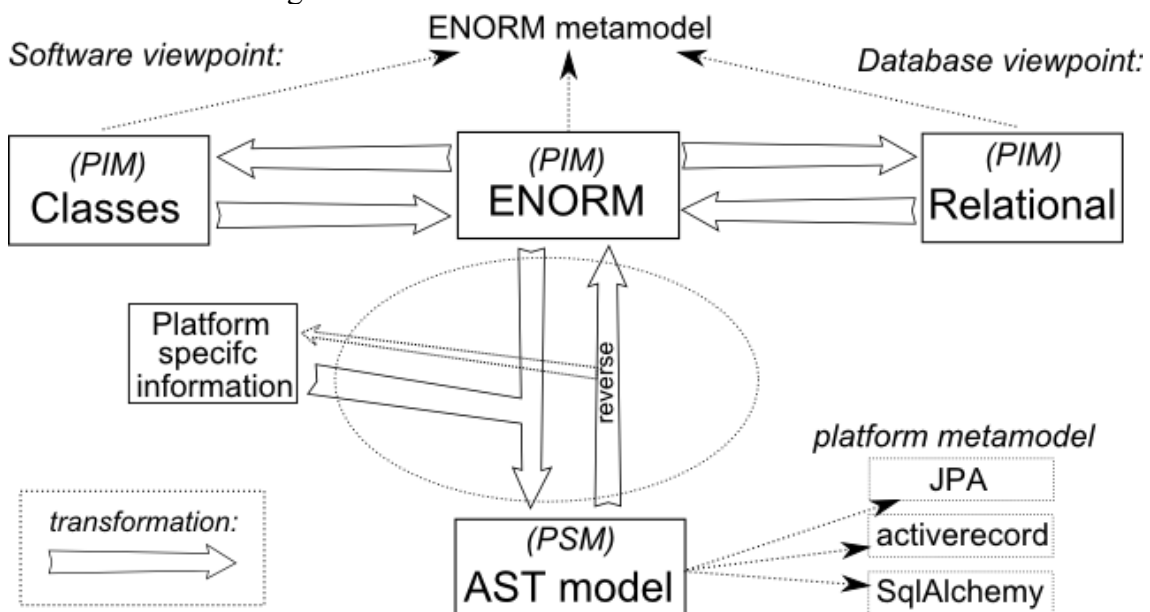 ENORM metamodel
Software viewpoint:
Database viewpoint:
(PIM)
Classes
(PIM)
ENORM
(PIM)
Relational
Platform
specifc
information
reverse
platform metamodel
JPA
activerecord
SqlAlchemy
transformation:
(PSM)
AST model